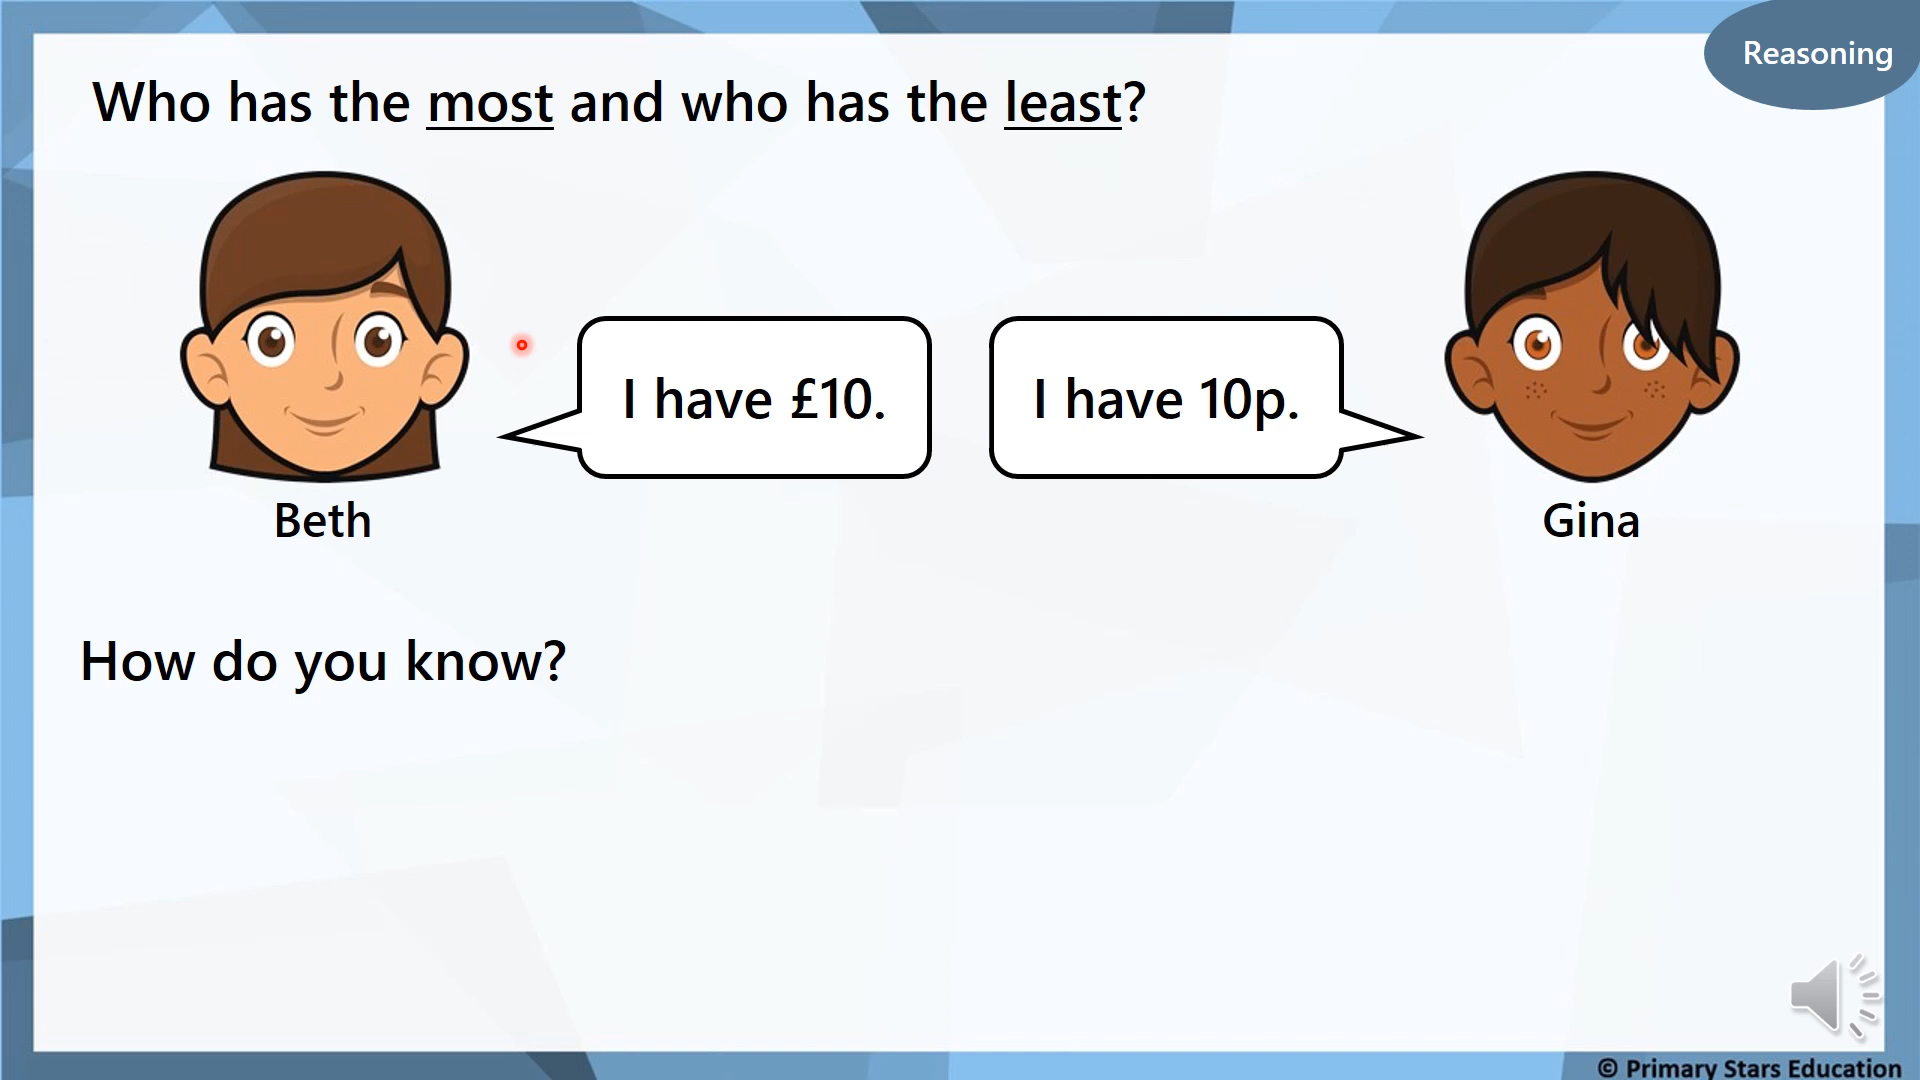 Reasoning
Who has the most and who has the least?
I have £10.
I have 10p.
Beth
Gina
How do you know?
© Primary Stars Education